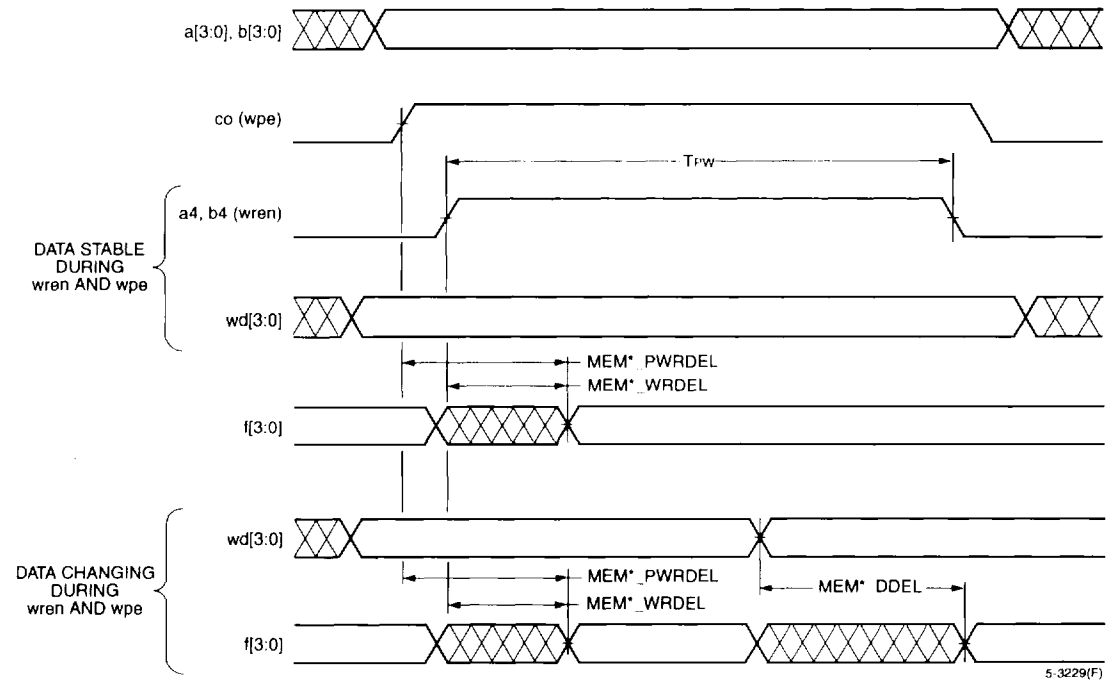 a[3:0], b[3:0]
co (wpe)
TPW
a4, b4 (wren)
DATA STABLE
DURING
wren AND wpe
wd[3:0]
MEM*_PWRDEL
MEM*_WRDEL
f[3:0]
wd[3:0]
DATA CHANGING
DURING
wren AND wpe
MEM*_PWRDEL
MEM*_DDEL
MEM*_WRDEL
f[3:0]
5-3229(F)